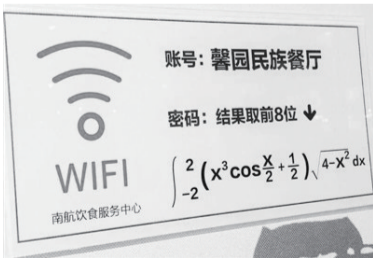 账号：馨园民族餐厅
密码：结果取前8位↓
∫2 -2 (x³cos x/2 + 1/2)√4-x² dx
WIFI
南航饮食服务中心